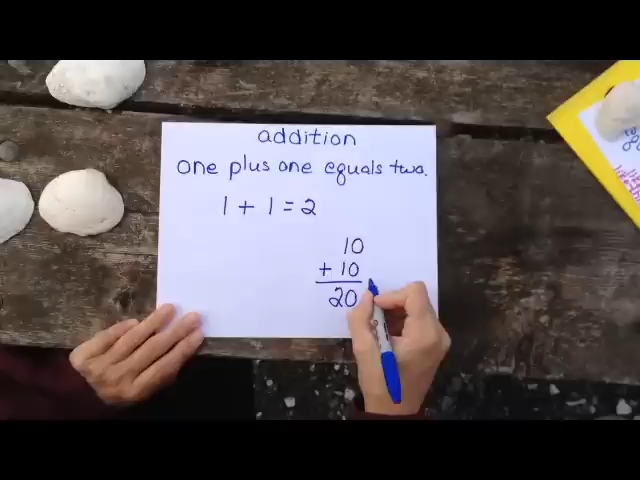 addition
one plus one equals two.
1 + 1 = 2
10
+ 10
20